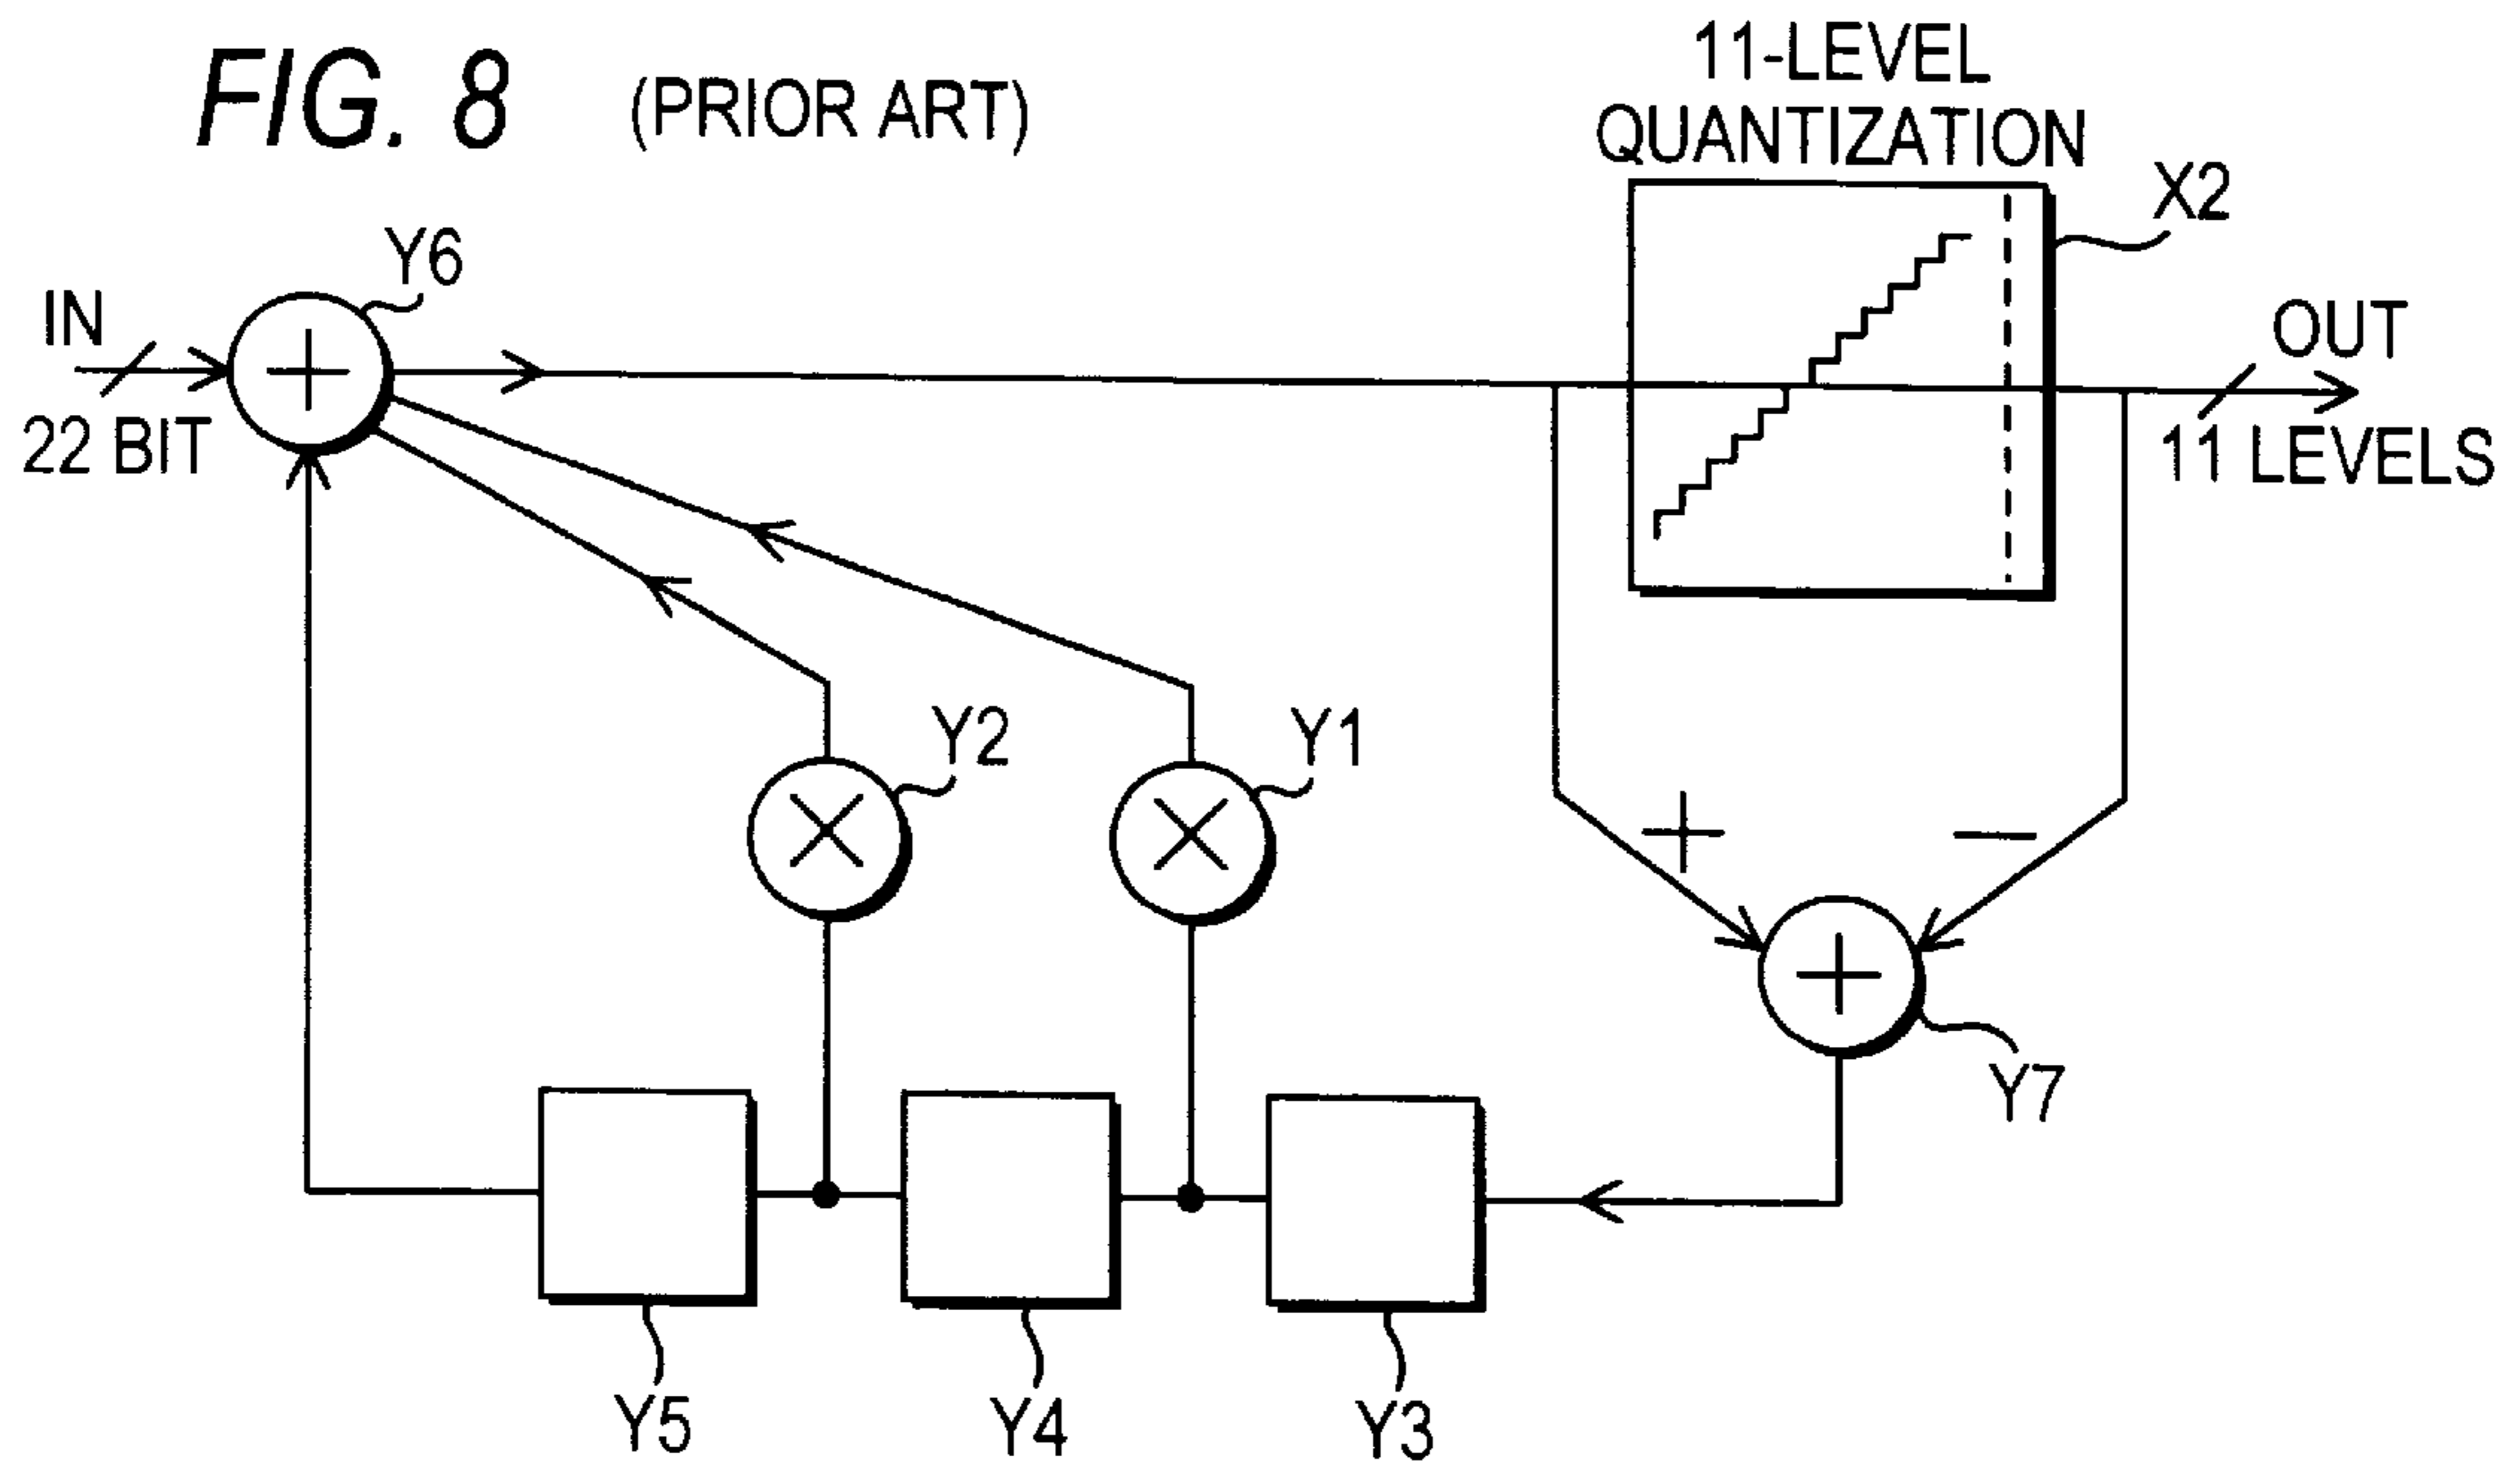 FIG. 8 (PRIOR ART)
11-LEVEL
QUANTIZATION
X2
Y6
IN
22 BIT
OUT
11 LEVELS
Y2
Y1
+
−
Y7
Y5
Y4
Y3